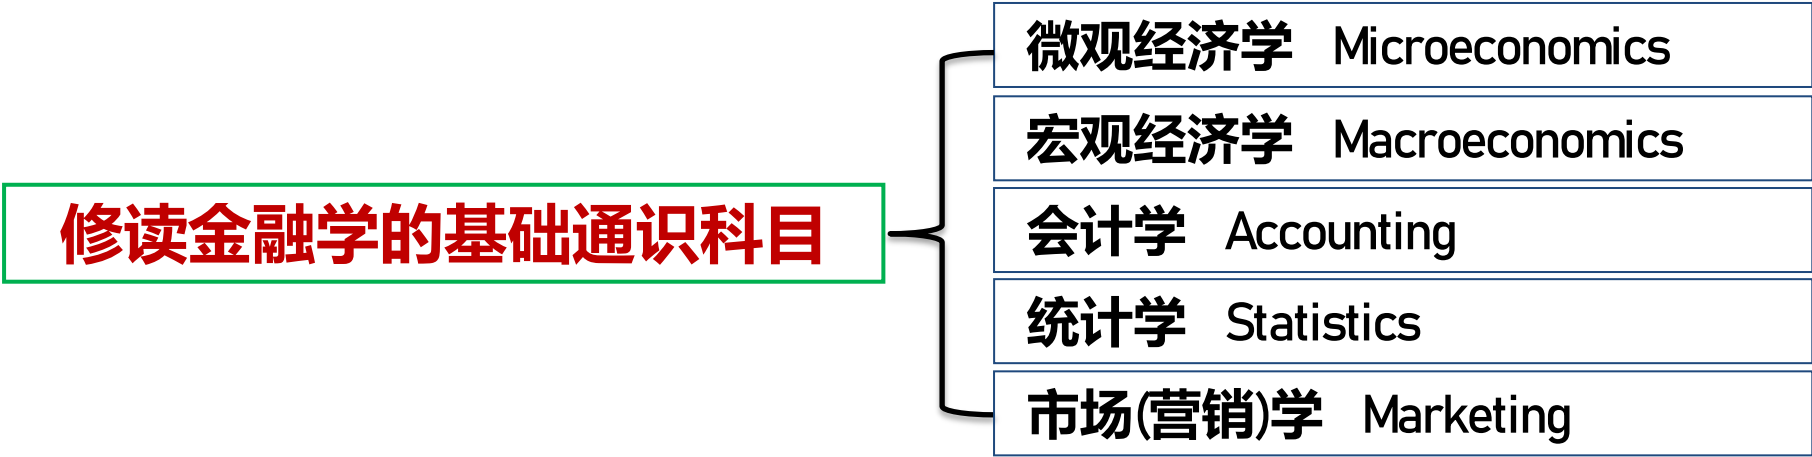 修读金融学的基础通识科目
微观经济学 Microeconomics
宏观经济学 Macroeconomics
会计学 Accounting
统计学 Statistics
市场(营销)学 Marketing